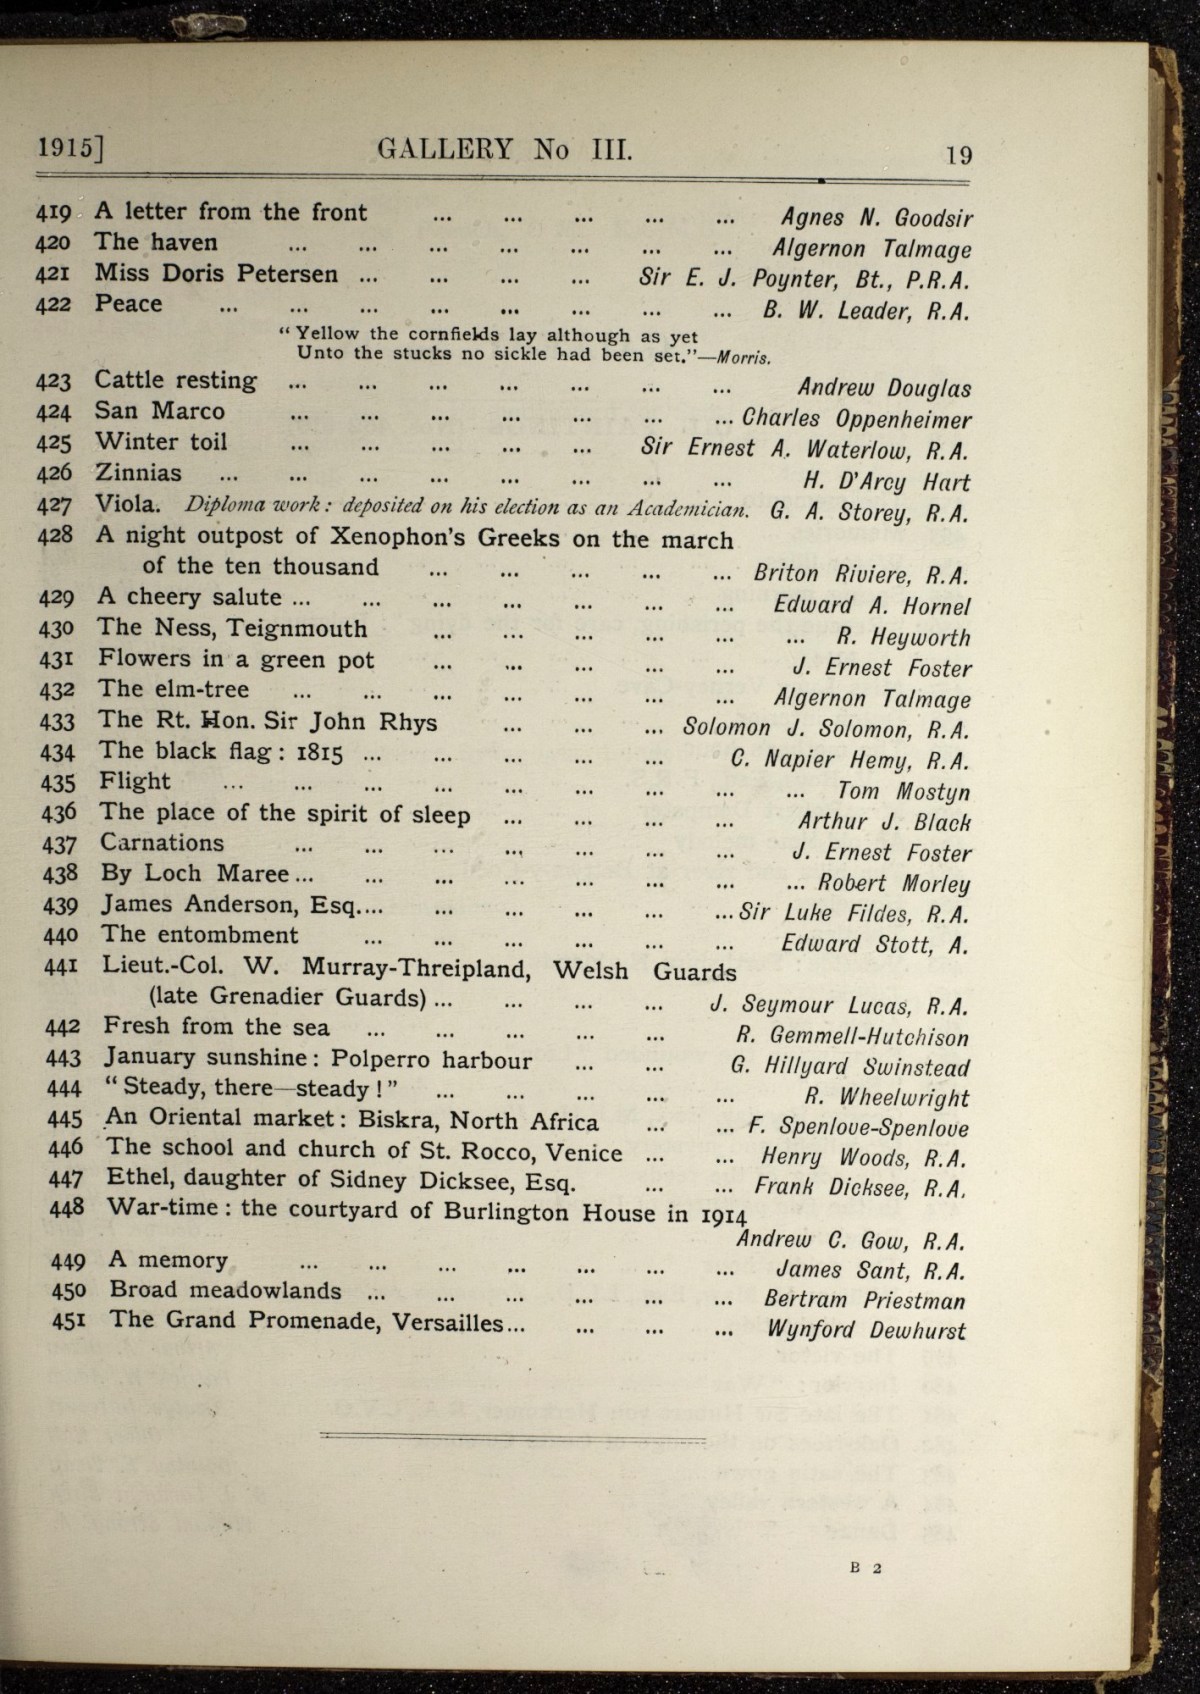 1915] GALLERY No III. 19
419 A letter from the front ... ... ... ... ... Agnes N. Goodsir
420 The haven ... ... ... ... ... ... ... Algernon Talmage
421 Miss Doris Petersen ... ... ... ... Sir E. J. Poynter, Bt., P.R.A.
422 Peace ... ... ... ... ... ... ... ... B. W. Leader, R.A.
“Yellow the cornfields lay although as yet
Unto the stucks no sickle had been set.”—Morris.
423 Cattle resting ... ... ... ... ... ... ... Andrew Douglas
424 San Marco ... ... ... ... ... ... ... Charles Oppenheimer
425 Winter toil ... ... ... ... ... Sir Ernest A. Waterlow, R.A.
426 Zinnias ... ... ... ... ... ... ... ... H. D'Arcy Hart
427 Viola. Diploma work: deposited on his election as an Academician. G. A. Storey, R.A.
428 A night outpost of Xenophon's Greeks on the march
of the ten thousand ... ... ... ... ... Briton Riviere, R.A.
429 A cheery salute ... ... ... ... ... ... ... Edward A. Hornel
430 The Ness, Teignmouth ... ... ... ... ... ... R. Heyworth
431 Flowers in a green pot ... ... ... ... ... J. Ernest Foster
432 The elm-tree ... ... ... ... ... ... ... Algernon Talmage
433 The Rt. Hon. Sir John Rhys ... ... ... Solomon J. Solomon, R.A.
434 The black flag: 1815 ... ... ... ... ... C. Napier Hemy, R.A.
435 Flight ... ... ... ... ... ... ... ... ... Tom Mostyn
436 The place of the spirit of sleep ... ... ... ... Arthur J. Black
437 Carnations ... ... ... ... ... ... ... J. Ernest Foster
438 By Loch Maree... ... ... ... ... ... ... ... Robert Morley
439 James Anderson, Esq.... ... ... ... ... ... Sir Luke Fildes, R.A.
440 The entombment ... ... ... ... ... ... Edward Stott, A.
441 Lieut.-Col. W. Murray-Threipland, Welsh Guards
(late Grenadier Guards) ... ... ... ... J. Seymour Lucas, R.A.
442 Fresh from the sea ... ... ... ... ... R. Gemmell-Hutchison
443 January sunshine: Polperro harbour ... ... G. Hillyard Swinstead
444 “Steady, there—steady!” ... ... ... ... ... R. Wheelwright
445 An Oriental market: Biskra, North Africa ... ... F. Spenlove-Spenlove
446 The school and church of St. Rocco, Venice ... ... Henry Woods, R.A.
447 Ethel, daughter of Sidney Dicksee, Esq. ... ... Frank Dicksee, R.A.
448 War-time: the courtyard of Burlington House in 1914
Andrew C. Gow, R.A.
449 A memory ... ... ... ... ... ... ... James Sant, R.A.
450 Broad meadowlands ... ... ... ... ... ... Bertram Priestman
451 The Grand Promenade, Versailles... ... ... ... Wynford Dewhurst
B 2